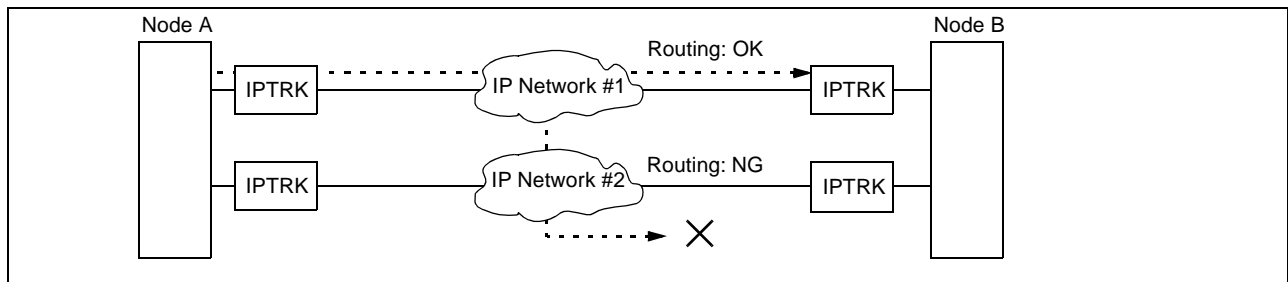 Node A
Node B
Routing: OK
IPTRK
IP Network #1
IPTRK
Routing: NG
IPTRK
IP Network #2
IPTRK